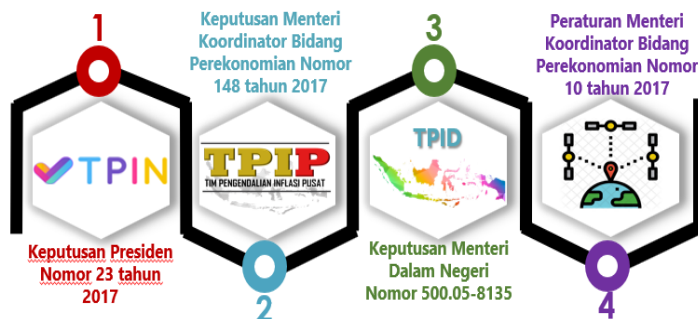 1
TPIN
Keputusan Presiden
Nomor 23 tahun
2017
Keputusan Menteri
Koordinator Bidang
Perekonomian Nomor
148 tahun 2017
TPIP
TIM PENGENDALIAN INFLASI PUSAT
2
3
TPID
Keputusan Menteri
Dalam Negeri
Nomor 500.05-8135
Peraturan Menteri
Koordinator Bidang
Perekonomian Nomor
10 tahun 2017
4